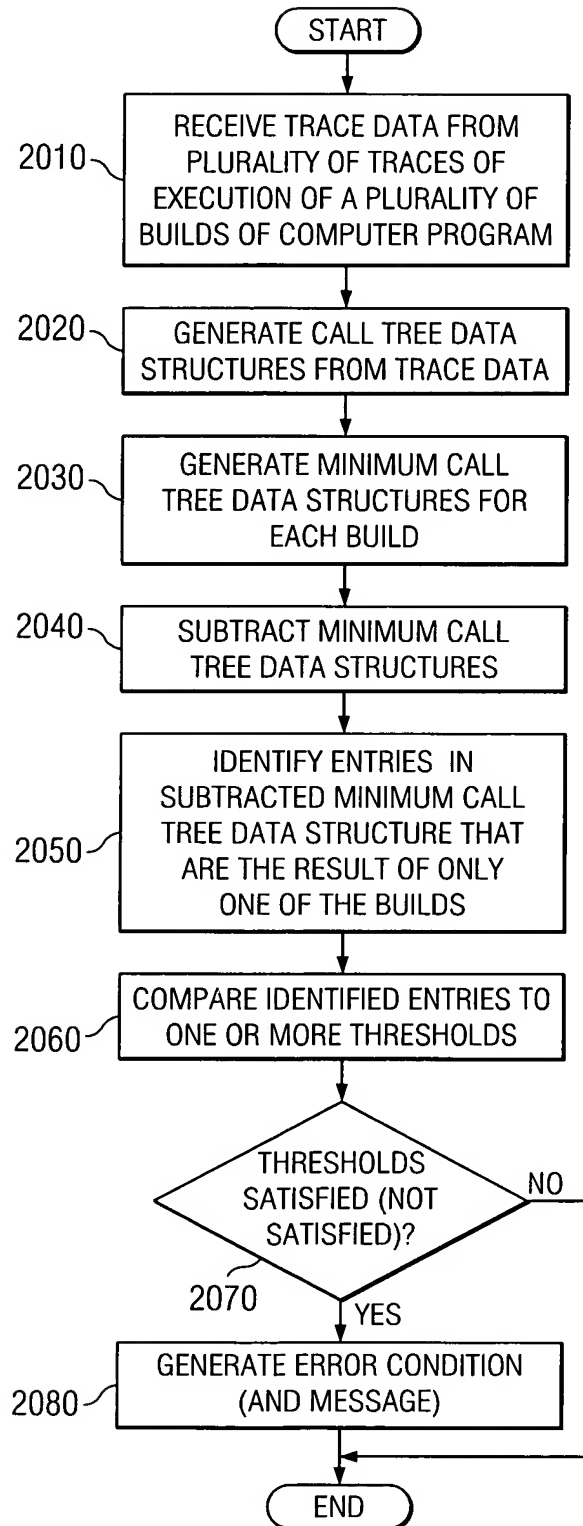 START
2010
RECEIVE TRACE DATA FROM
PLURALITY OF TRACES OF
EXECUTION OF A PLURALITY OF
BUILDS OF COMPUTER PROGRAM
2020
GENERATE CALL TREE DATA
STRUCTURES FROM TRACE DATA
2030
GENERATE MINIMUM CALL
TREE DATA STRUCTURES FOR
EACH BUILD
2040
SUBTRACT MINIMUM CALL
TREE DATA STRUCTURES
2050
IDENTIFY ENTRIES IN
SUBTRACTED MINIMUM CALL
TREE DATA STRUCTURE THAT
ARE THE RESULT OF ONLY
ONE OF THE BUILDS
2060
COMPARE IDENTIFIED ENTRIES TO
ONE OR MORE THRESHOLDS
THRESHOLDS
SATISFIED (NOT
SATISFIED)?
NO
2070
YES
2080
GENERATE ERROR CONDITION
(AND MESSAGE)
END